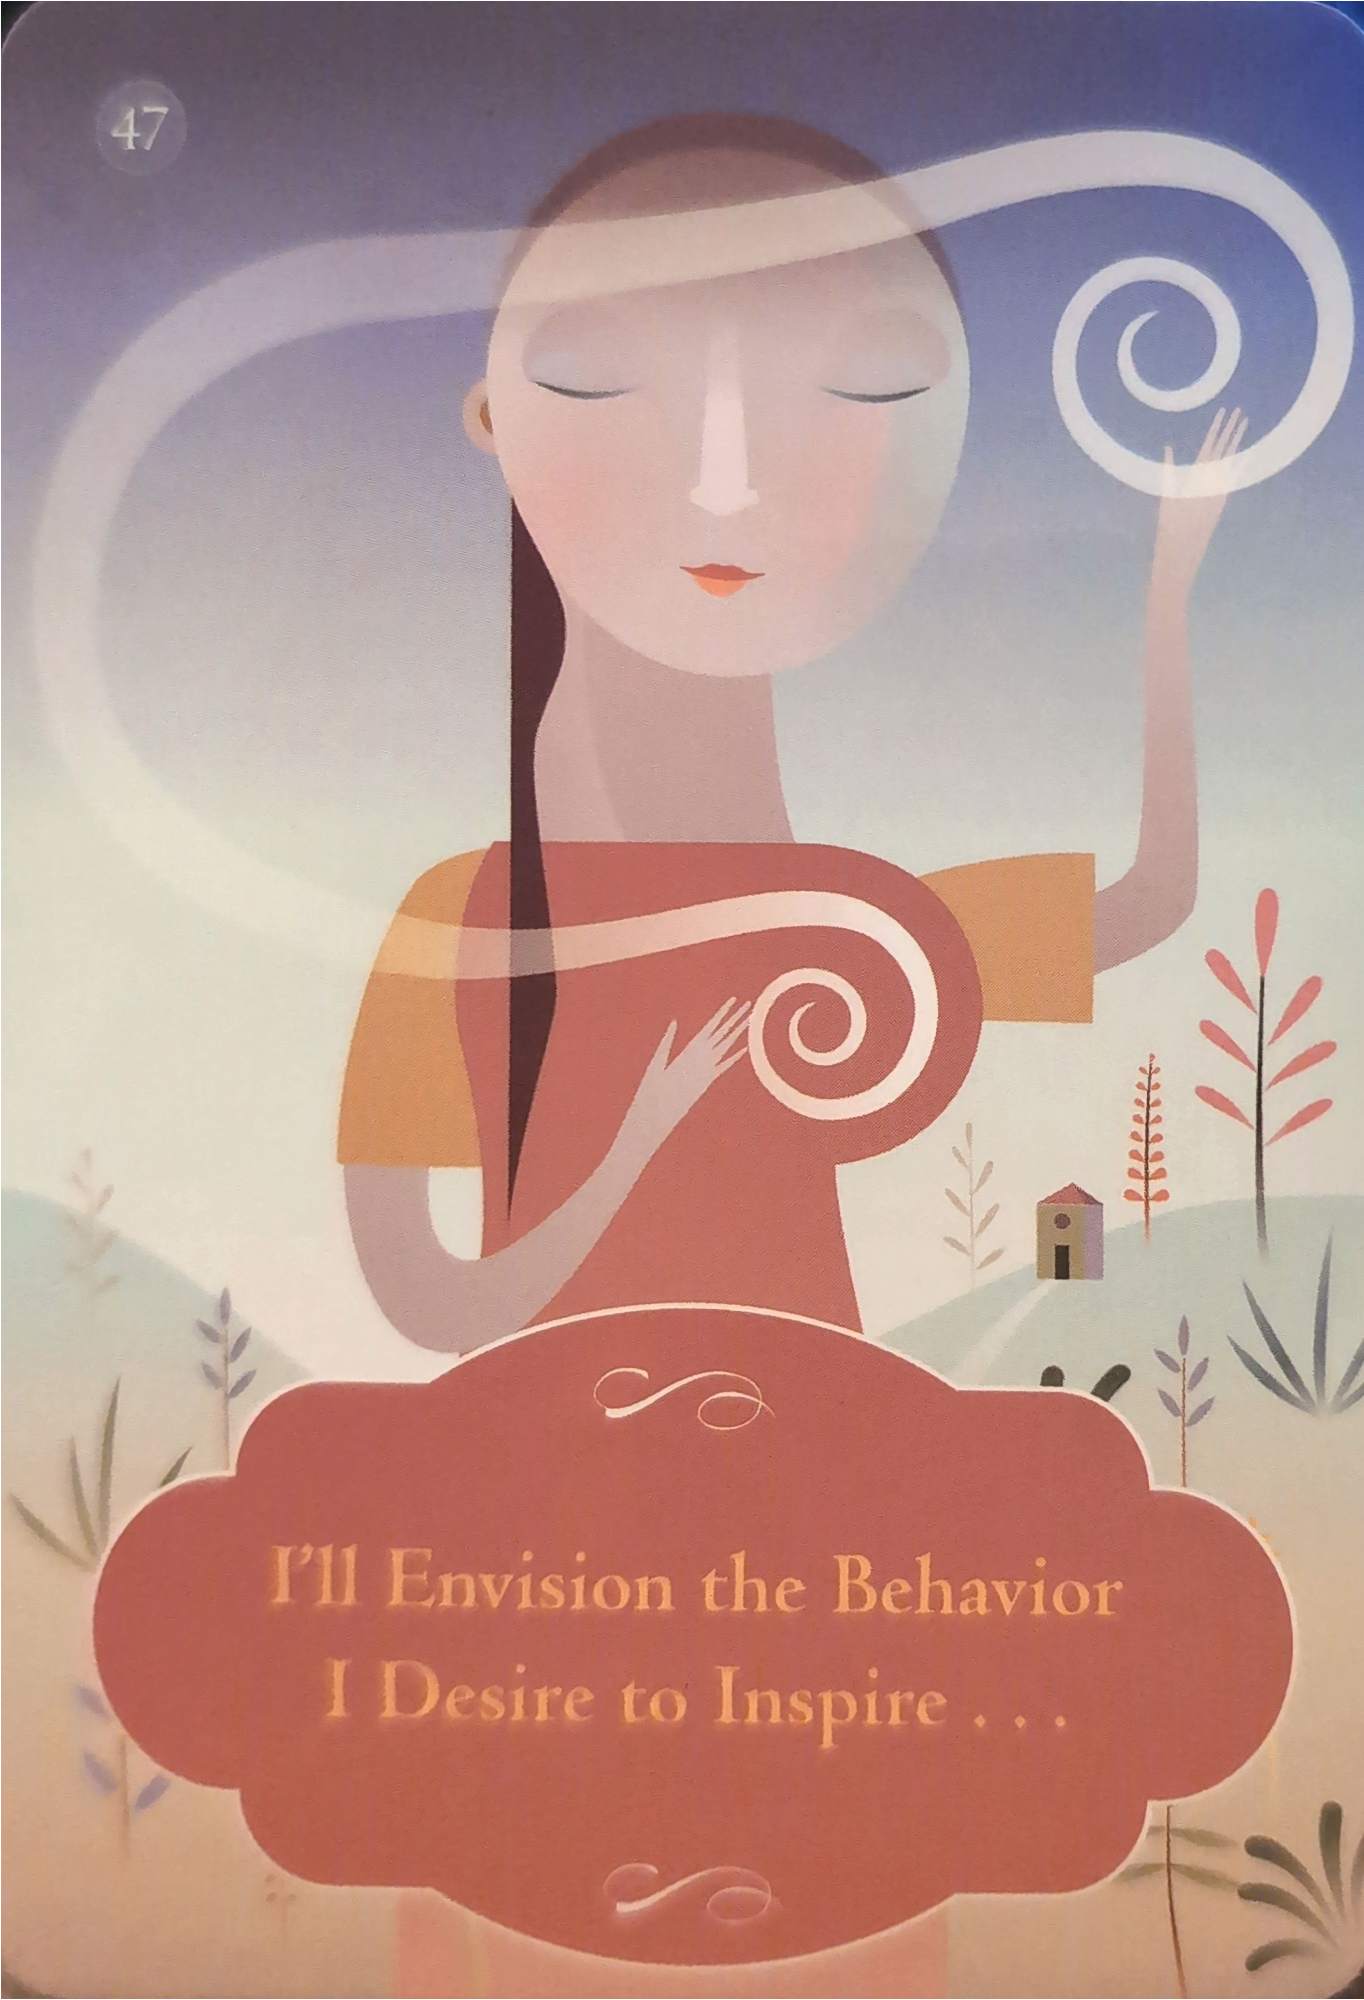 47
I'll Envision the Behavior
I Desire to Inspire . . .